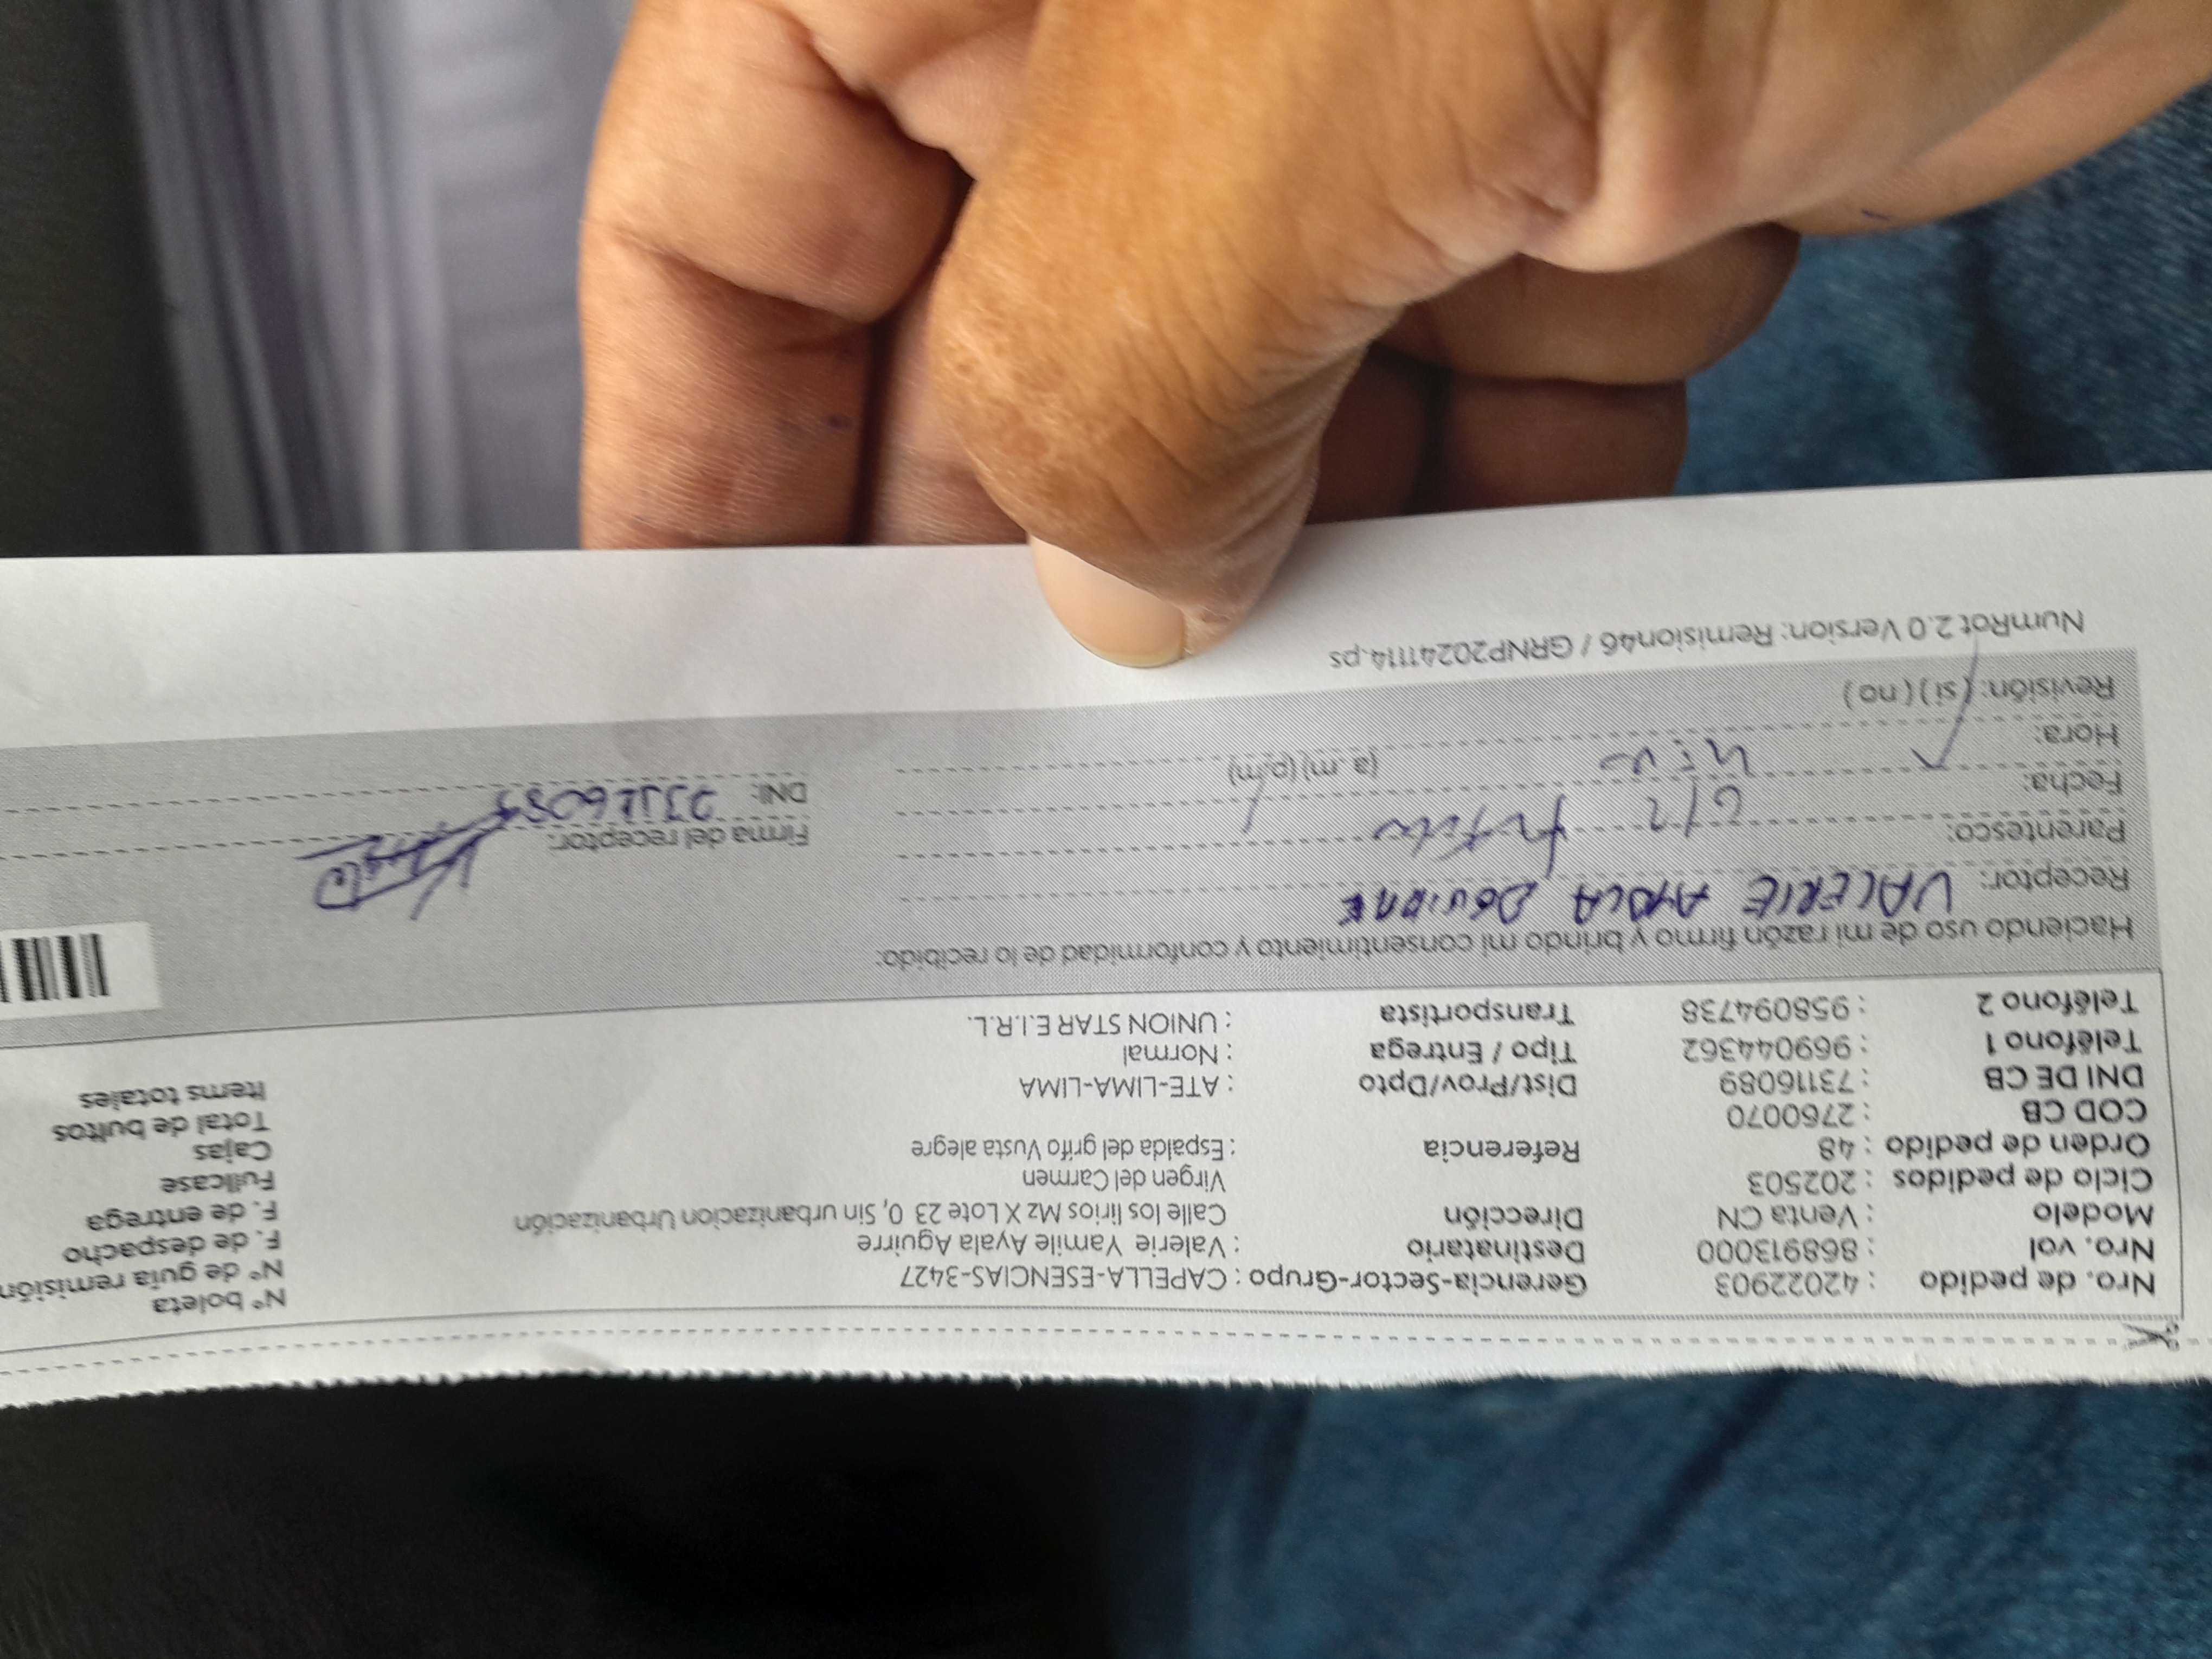 Nro. de pedido : 42022903 Gerencia-Sector-Grupo : CAPELLA-ESENCIAS-3427 N° boleta
Nro. vol : 868913000 Destinatario : Valerie Yamile Ayala Aguirre N° de guía remisión
Modelo : Venta CN Dirección Calle los lirios Mz X Lote 23 0, Sin urbanizacion Urbanización F. de despacho
Ciclo de pedidos : 202503 Virgen del Carmen F. de entrega
Orden de pedido : 48 Referencia : Espalda del grifo Vusta alegre Fullcase
COD CB : 2760070 Cajas
DNI DE CB : 73116089 Dist/Prov/Dpto : ATE-LIMA-LIMA Total de bultos
Teléfono 1 : 969044362 Tipo / Entrega : Normal Items totales
Teléfono 2 : 958094738 Transportista : UNION STAR E.I.R.L.
Haciendo uso de mi razón firmo y brindo mi consentimiento y conformidad de lo recibido:
Receptor: VALERIE AYALA
Parentesco: Firma del receptor:
Fecha: DNI:
Hora: (a. m) (p.m)
Revisión: (si) (no)
NumRot 2.0 Version: Remision46 / GRNP20241114.ps